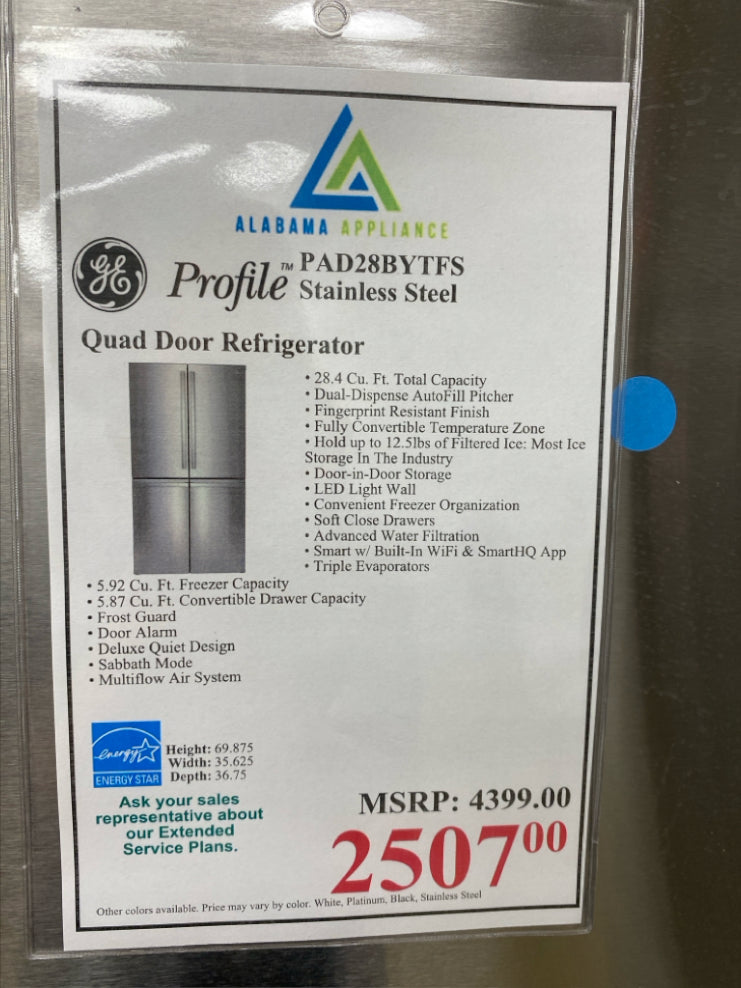 ALABAMA APPLIANCE
GE Profile™ PAD28BYTFS
Stainless Steel
Quad Door Refrigerator
• 28.4 Cu. Ft. Total Capacity
• Dual-Dispense AutoFill Pitcher
• Fingerprint Resistant Finish
• Fully Convertible Temperature Zone
• Hold up to 12.5lbs of Filtered Ice: Most Ice
Storage In The Industry
• Door-in-Door Storage
• LED Light Wall
• Convenient Freezer Organization
• Soft Close Drawers
• Advanced Water Filtration
• Smart w/ Built-In WiFi & SmartHQ App
• Triple Evaporators
• 5.92 Cu. Ft. Freezer Capacity
• 5.87 Cu. Ft. Convertible Drawer Capacity
• Frost Guard
• Door Alarm
• Deluxe Quiet Design
• Sabbath Mode
• Multiflow Air System
energy
ENERGY STAR
Height: 69.875
Width: 35.625
Depth: 36.75
Ask your sales
representative about
our Extended
Service Plans.
MSRP: 4399.00
2507 00
Other colors available. Price may vary by color. White, Platinum, Black, Stainless Steel